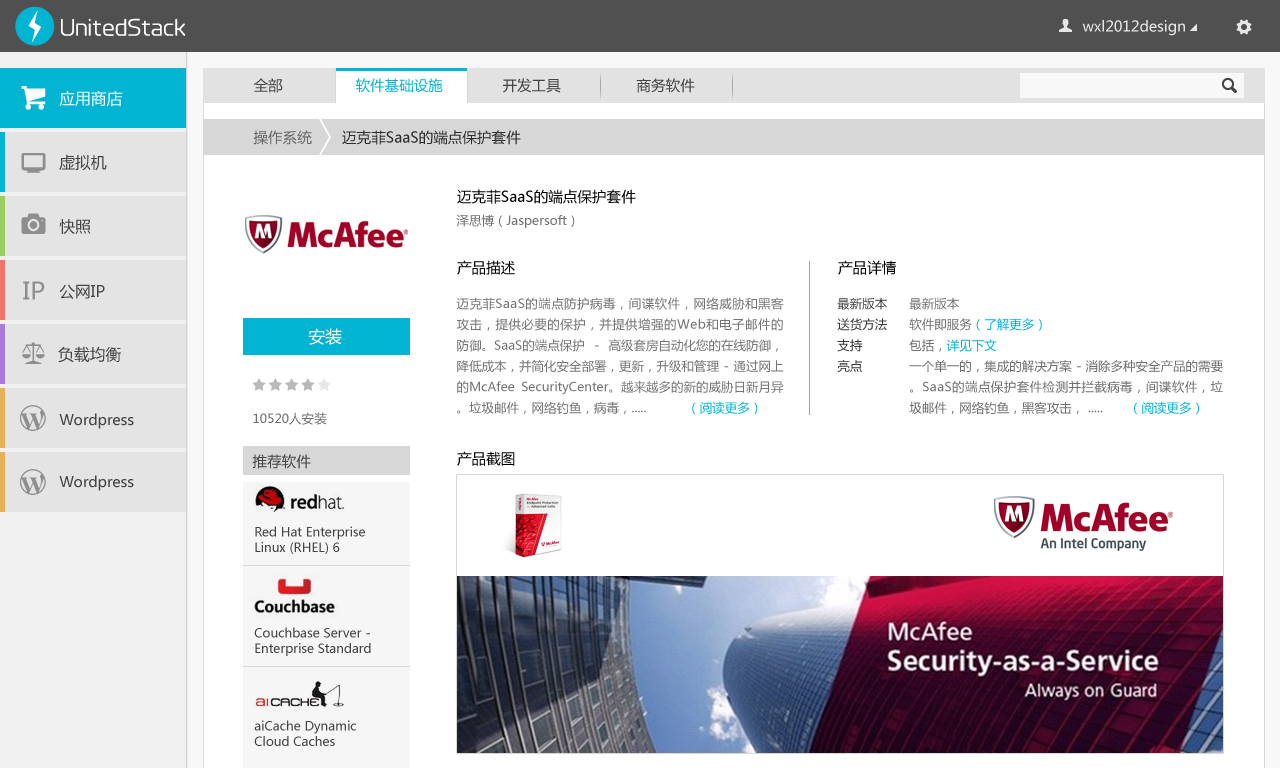 UnitedStack
wxl2012design
应用商店
虚拟机
快照
IP
公网IP
负载均衡
Wordpress
Wordpress
全部
软件基础设施
开发工具
商务软件
操作系统
迈克菲SaaS的端点保护套件
McAfee
安装
10520人安装
推荐软件
redhat.
Red Hat Enterprise
Linux (RHEL) 6
Couchbase
Couchbase Server -
Enterprise Standard
aiCACHE
aiCache Dynamic
Cloud Caches
迈克菲SaaS的端点保护套件
泽思博（Jaspersoft）
产品描述
迈克菲SaaS的端点防护病毒，间谍软件，网络威胁和黑客
攻击，提供必要的保护，并提供增强的Web和电子邮件的
防御。SaaS的端点保护 - 高级套房自动化您的在线防御，
降低成本，并简化安全部署，更新，升级和管理 - 通过网上
的McAfee SecurityCenter。越来越多的新的威胁日新月异
。垃圾邮件，网络钓鱼，病毒，..... （阅读更多）
产品详情
最新版本 最新版本
送货方法 软件即服务（了解更多）
支持 包括，详见下文
亮点 一个单一的，集成的解决方案 - 消除多种安全产品的需要
。SaaS的端点保护套件检测并拦截病毒，间谍软件，垃
圾邮件，网络钓鱼，黑客攻击， ..... （阅读更多）
产品截图
McAfee
An Intel Company
McAfee
Security-as-a-Service
Always on Guard